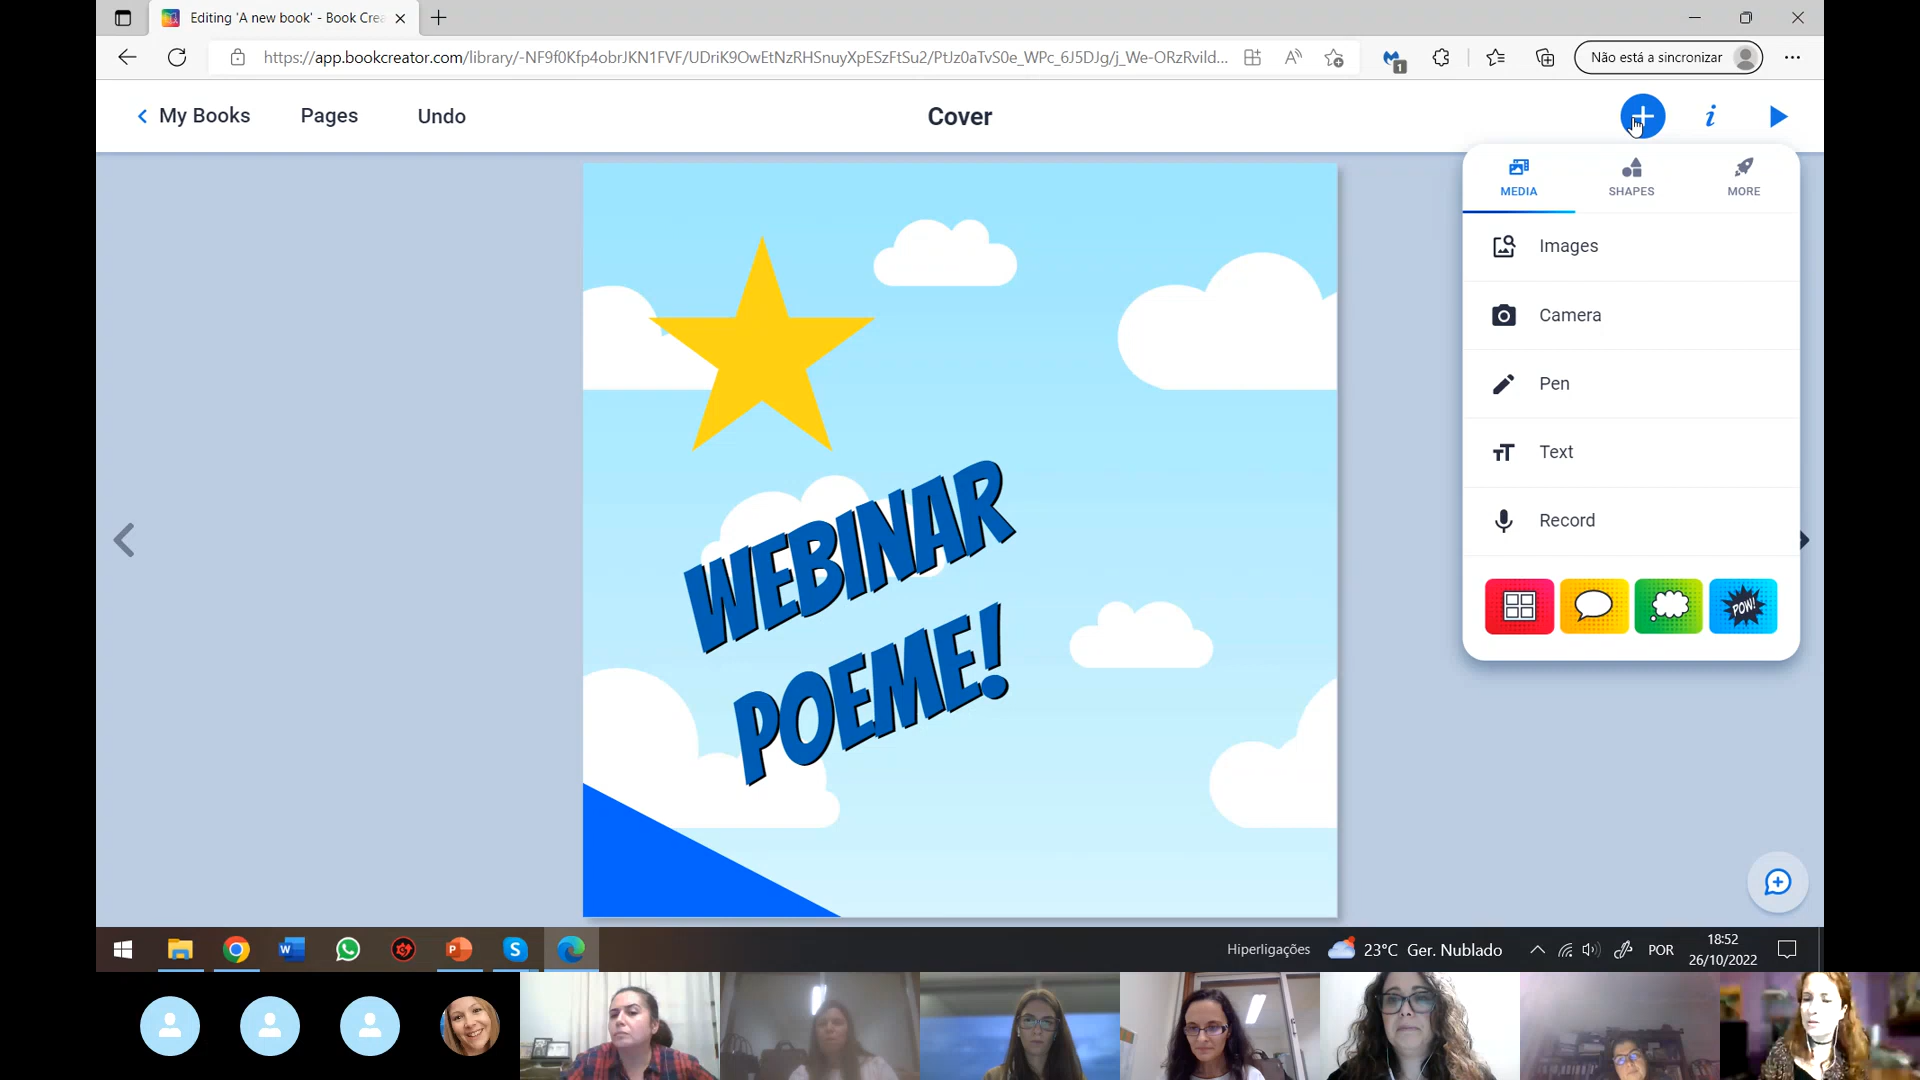 Editing 'A new book' - Book Crea
https://app.bookcreator.com/library/-NF9f0Kfp4obrJKN1FVF/UDriK9OwEtNzRHSnuyXpESzFtSu2/PtJz0aTvS0e_WPc_6J5DJg/j_We-ORzRvild...
1
Não está a sincronizar
My Books
Pages
Undo
Cover
i
MEDIA
SHAPES
MORE
Images
Camera
Pen
Text
Record
POW!
WEBINAR
POEME!
Hiperligações
23°C Ger. Nublado
POR
18:52
26/10/2022